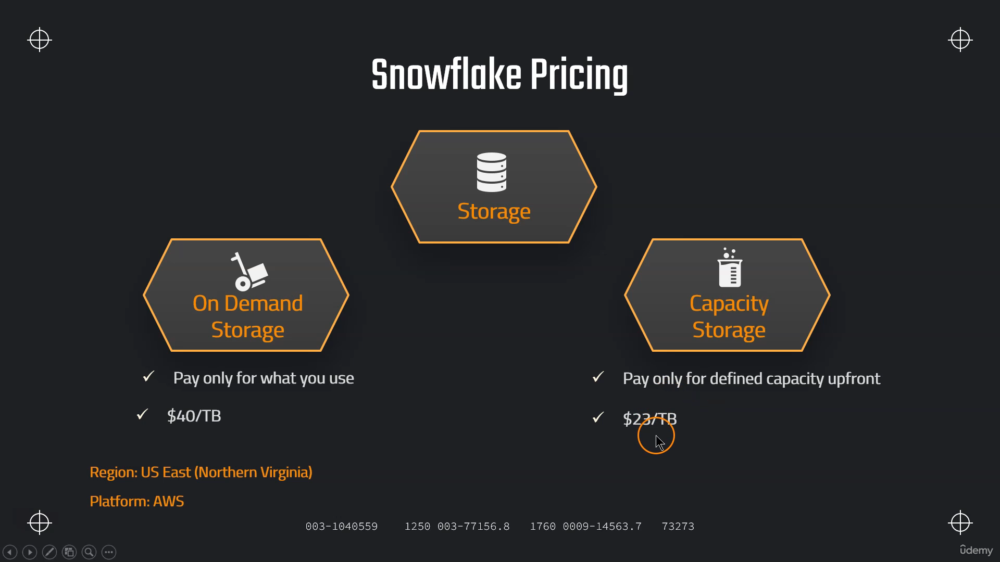 Snowflake Pricing
Storage
On Demand
Storage
Capacity
Storage
✓ Pay only for what you use
✓ $40/TB
✓ Pay only for defined capacity upfront
✓ $23/TB
Region: US East (Northern Virginia)
Platform: AWS
003-1040559 1250 003-77156.8 1760 0009-14563.7 73273
ûdemy